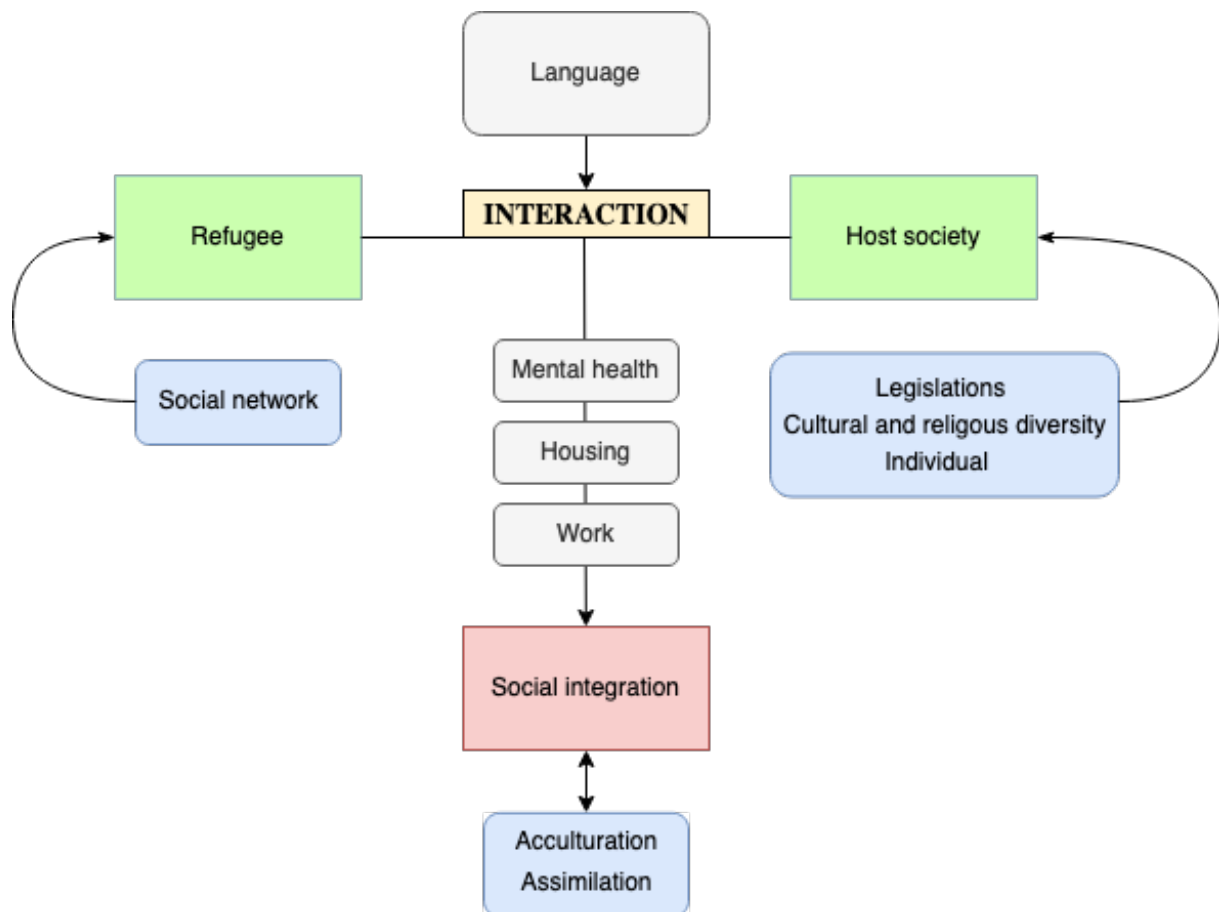 Language
INTERACTION
Refugee
Host society
Mental health
Social network
Legislations
Cultural and religous diversity
Individual
Housing
Work
Social integration
Acculturation
Assimilation